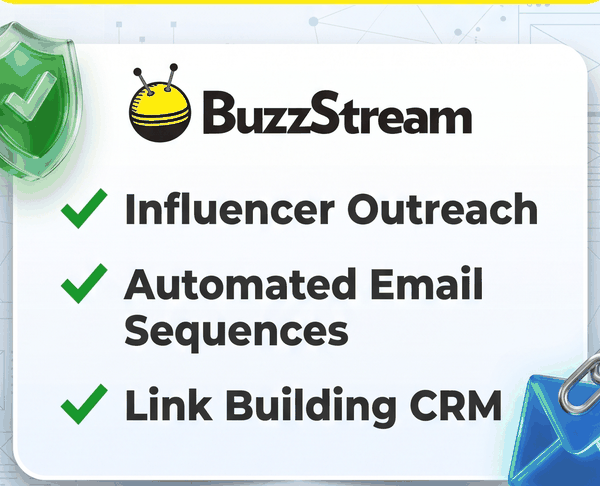 BuzzStream
Influencer Outreach
Automated Email
Sequences
Link Building CRM